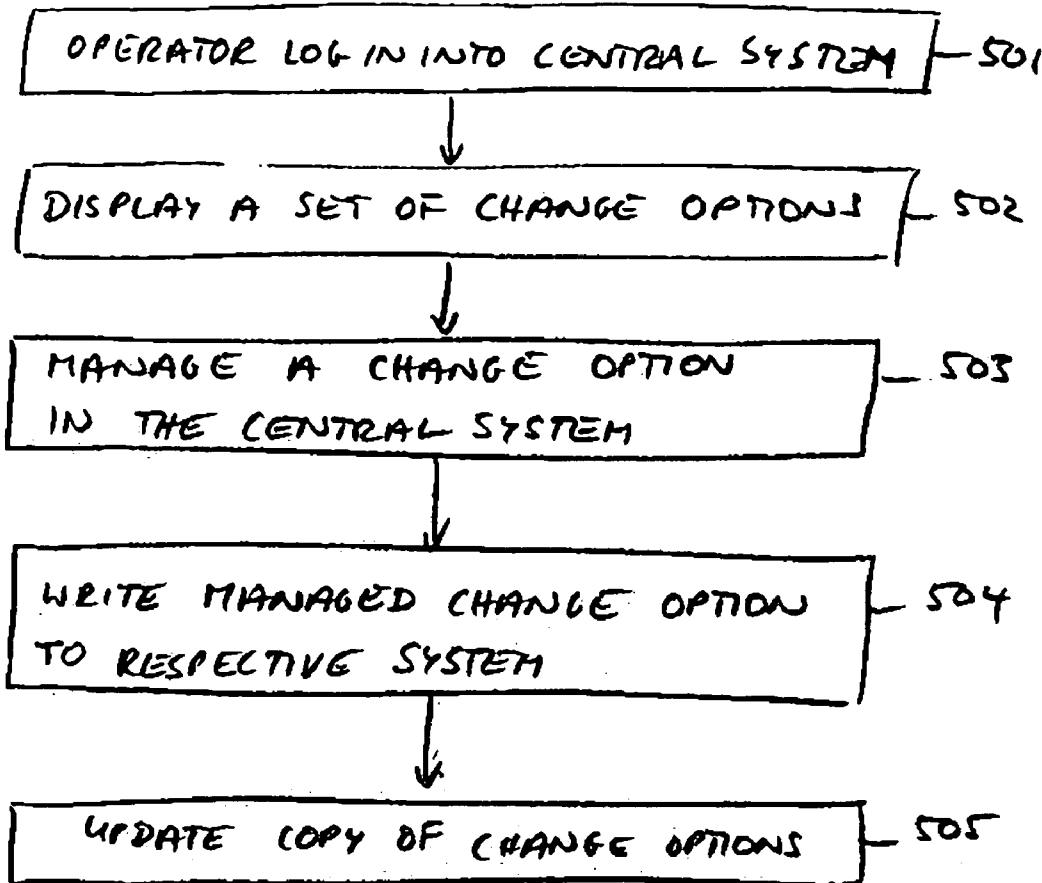 OPERATOR LOG IN INTO CENTRAL SYSTEM 501
DISPLAY A SET OF CHANGE OPTIONS 502
MANAGE A CHANGE OPTION 503
IN THE CENTRAL SYSTEM
WRITE MANAGED CHANGE OPTION 504
TO RESPECTIVE SYSTEM
UPDATE COPY OF CHANGE OPTIONS 505